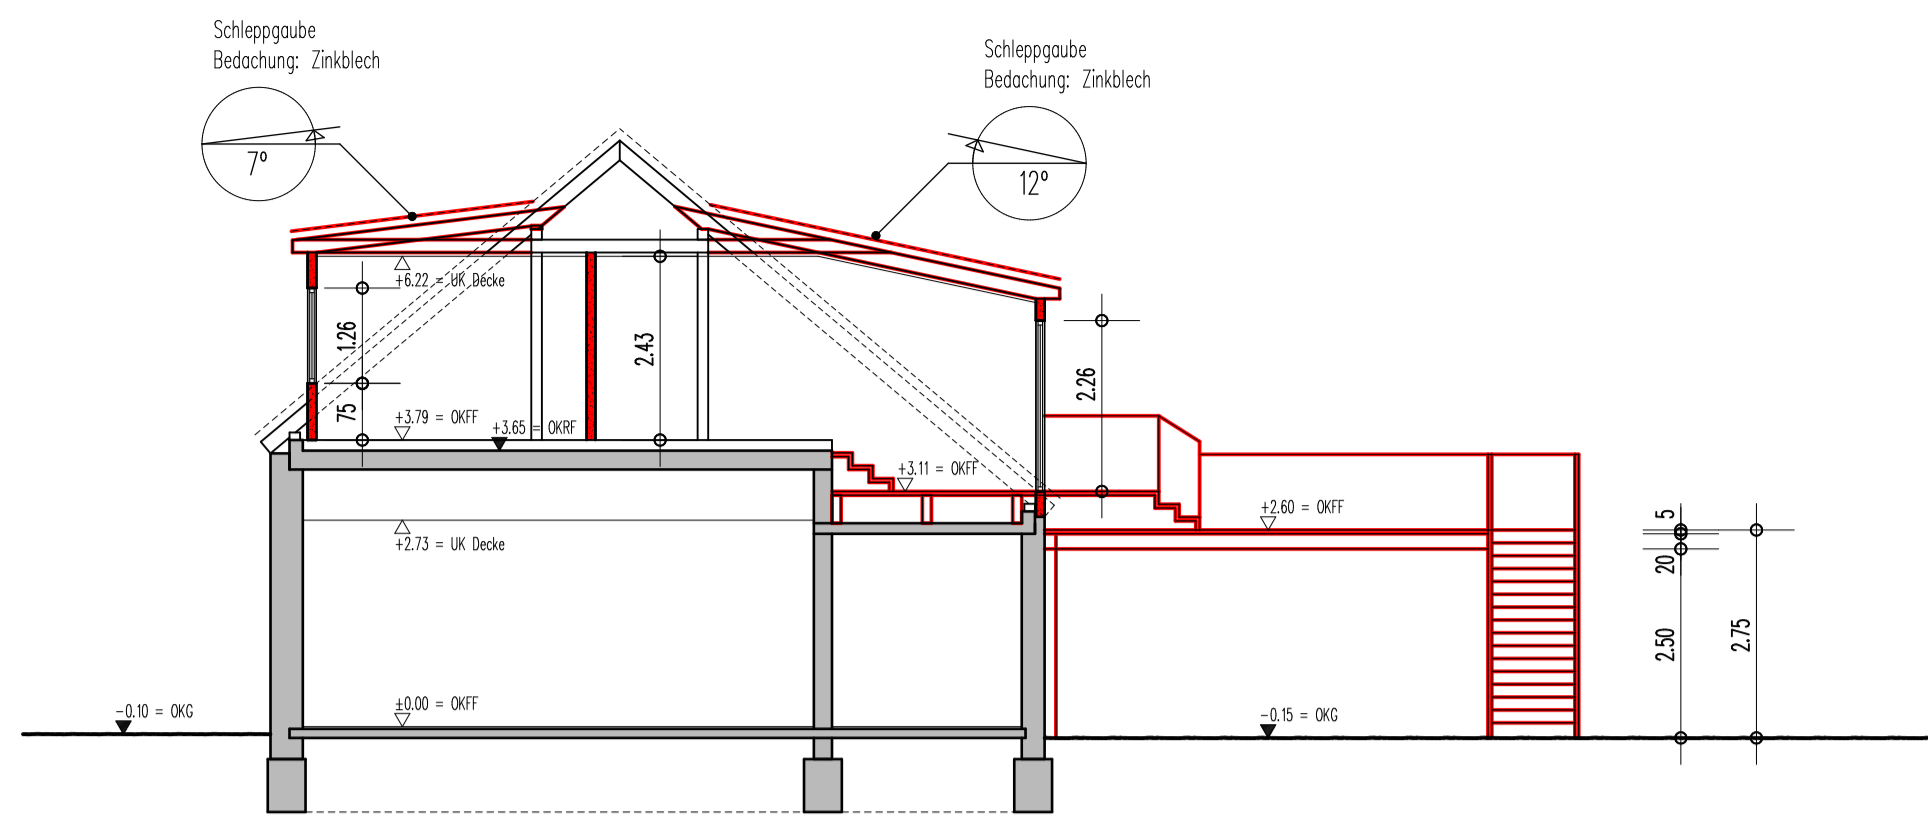 Schleppgaube
Bedachung: Zinkblech
7°
Schleppgaube
Bedachung: Zinkblech
12°
+6.22 = UK Decke
1.26
2.43
2.26
75
+3.79 = OKFF
+3.65 = OKRF
+3.11 = OKFF
+2.60 = OKFF
5
+2.73 = UK Decke
20
2.50
2.75
±0.00 = OKFF
-0.10 = OKG
-0.15 = OKG